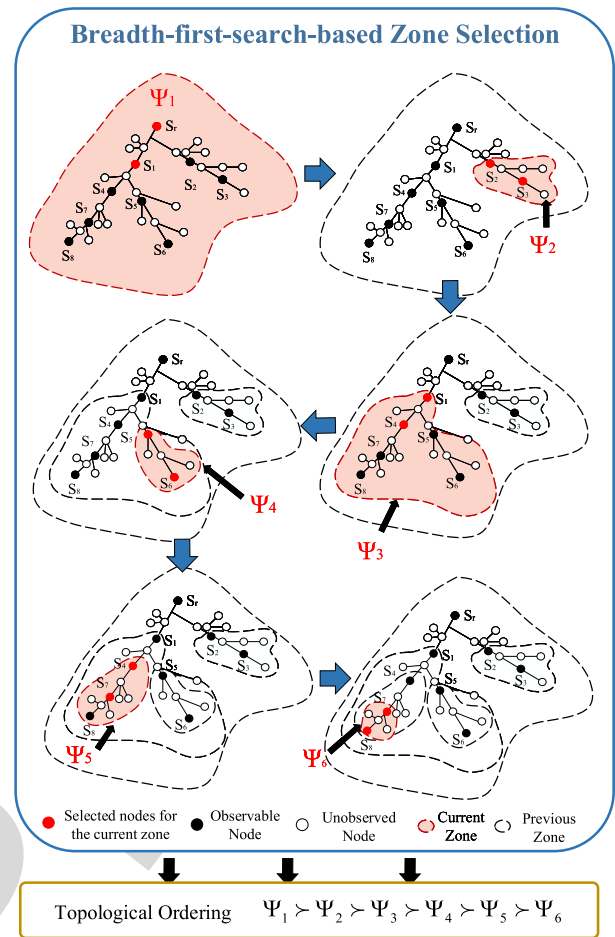 Breadth-first-search-based Zone Selection
Ψ1
Sr
S1
S2
S3
S4
S5
S7
S6
S8
Sr
S1
S2
S3
S4
S5
S7
S6
S8
Ψ2
Sr
S1
S2
S3
S4
S5
S7
S6
S8
Ψ4
Sr
S1
S2
S3
S4
S5
S7
S6
S8
Ψ3
Sr
S1
S2
S3
S4
S5
S7
S6
S8
Ψ5
Sr
S1
S2
S3
S4
S5
S7
S6
S8
Ψ6
Selected nodes for
the current zone
Observable
Node
Unobserved
Node
Current
Zone
Previous
Zone
Topological Ordering Ψ1 ≻ Ψ2 ≻ Ψ3 ≻ Ψ4 ≻ Ψ5 ≻ Ψ6